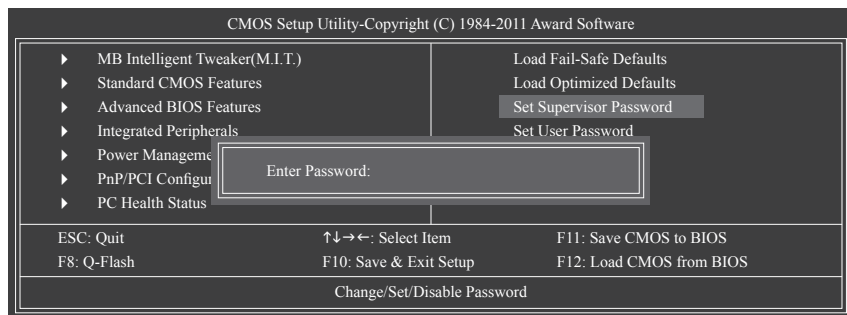 CMOS Setup Utility-Copyright (C) 1984-2011 Award Software
▶ MB Intelligent Tweaker(M.I.T.)
▶ Standard CMOS Features
▶ Advanced BIOS Features
▶ Integrated Peripherals
▶ Power Manageme
▶ PnP/PCI Configur
▶ PC Health Status
Load Fail-Safe Defaults
Load Optimized Defaults
Set Supervisor Password
Set User Password
Enter Password:
ESC: Quit ↑↓→←: Select Item F11: Save CMOS to BIOS
F8: Q-Flash F10: Save & Exit Setup F12: Load CMOS from BIOS
Change/Set/Disable Password